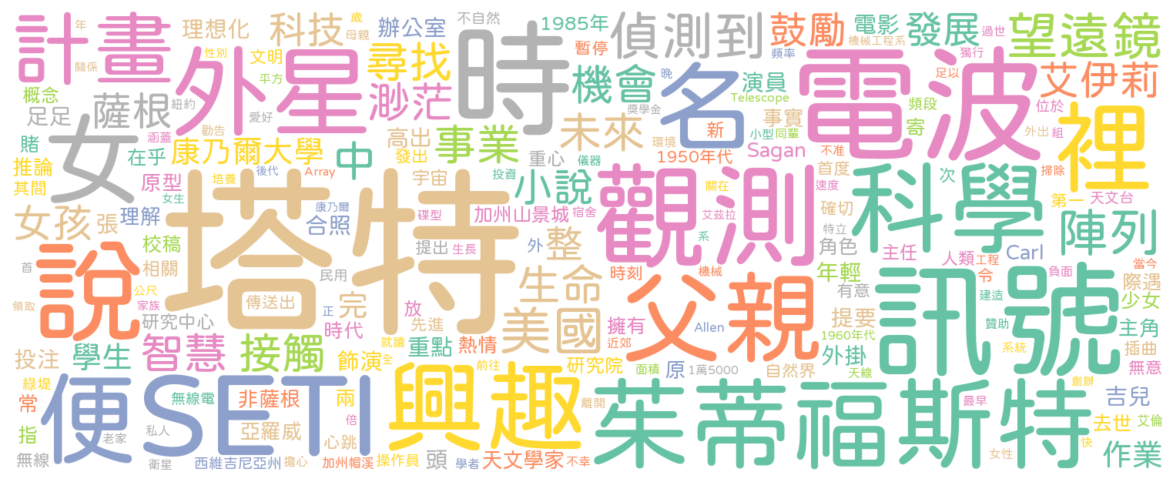 計畫
年
關係
理想化
性別
文明
平方
科技
歲
母親
辦公室
尋找
外星
紐約
愛好
渺茫
時
不自然
1985年
暫停
機會
偵測到
鼓勵
電影
機械工程系
發展
過世
獨行
足以
望遠鏡
艾伊莉
概念
足足
薩根
女
賭
推論
其間
在乎
涵蓋
勸告
康乃爾大學
中
高出
發出
事業
重心
儀器
未來
名
演員
Telescope
獎學金
事實
新
小型
同輩
環境
晚
1950年代
Sagan
電波
頻率
頻段
寄
不准
首度
裡
位於
外出
組
掃除
原型
培養
後代
Array
女生
宇宙
投資
小說
觀測
關在
速度
科學
次
第一
天文台
陣列
女孩
張
理解
塔特
康乃爾
合照
碟型
宿舍
加州山景城
艾兹拉
系
確切
特立
角色
主任
Carl
人類
工程
當今
校稿
相關
首
說
公尺
家族
領取
傳送出
研究中心
民用
正
提出
生長
外
整
生命
時刻
機械
父親
年輕
有意
令
負面
際遇
少女
建造
贊助
訊號
完
時代
放
先進
美國
擁有
近郊
Allen
1960年代
提要
主角
插曲
無意
系統
天線
外掛
投注
學生
智慧
接觸
飾演
就讀
全
重點
熱情
前往
研究院
面積
原
1萬5000
自然界
綠堤
常
指
無線
便
SETI
老家
私人
衛星
無線電
非薩根
倍
兩
亞羅威
心跳
西維吉尼亞州
擔心
加州帽溪
興趣
操作員
頭
學者
天文學家
離開
不幸
茱蒂福斯特
最早
創辦
吉兒
去世
艾倫
快
女性
作業